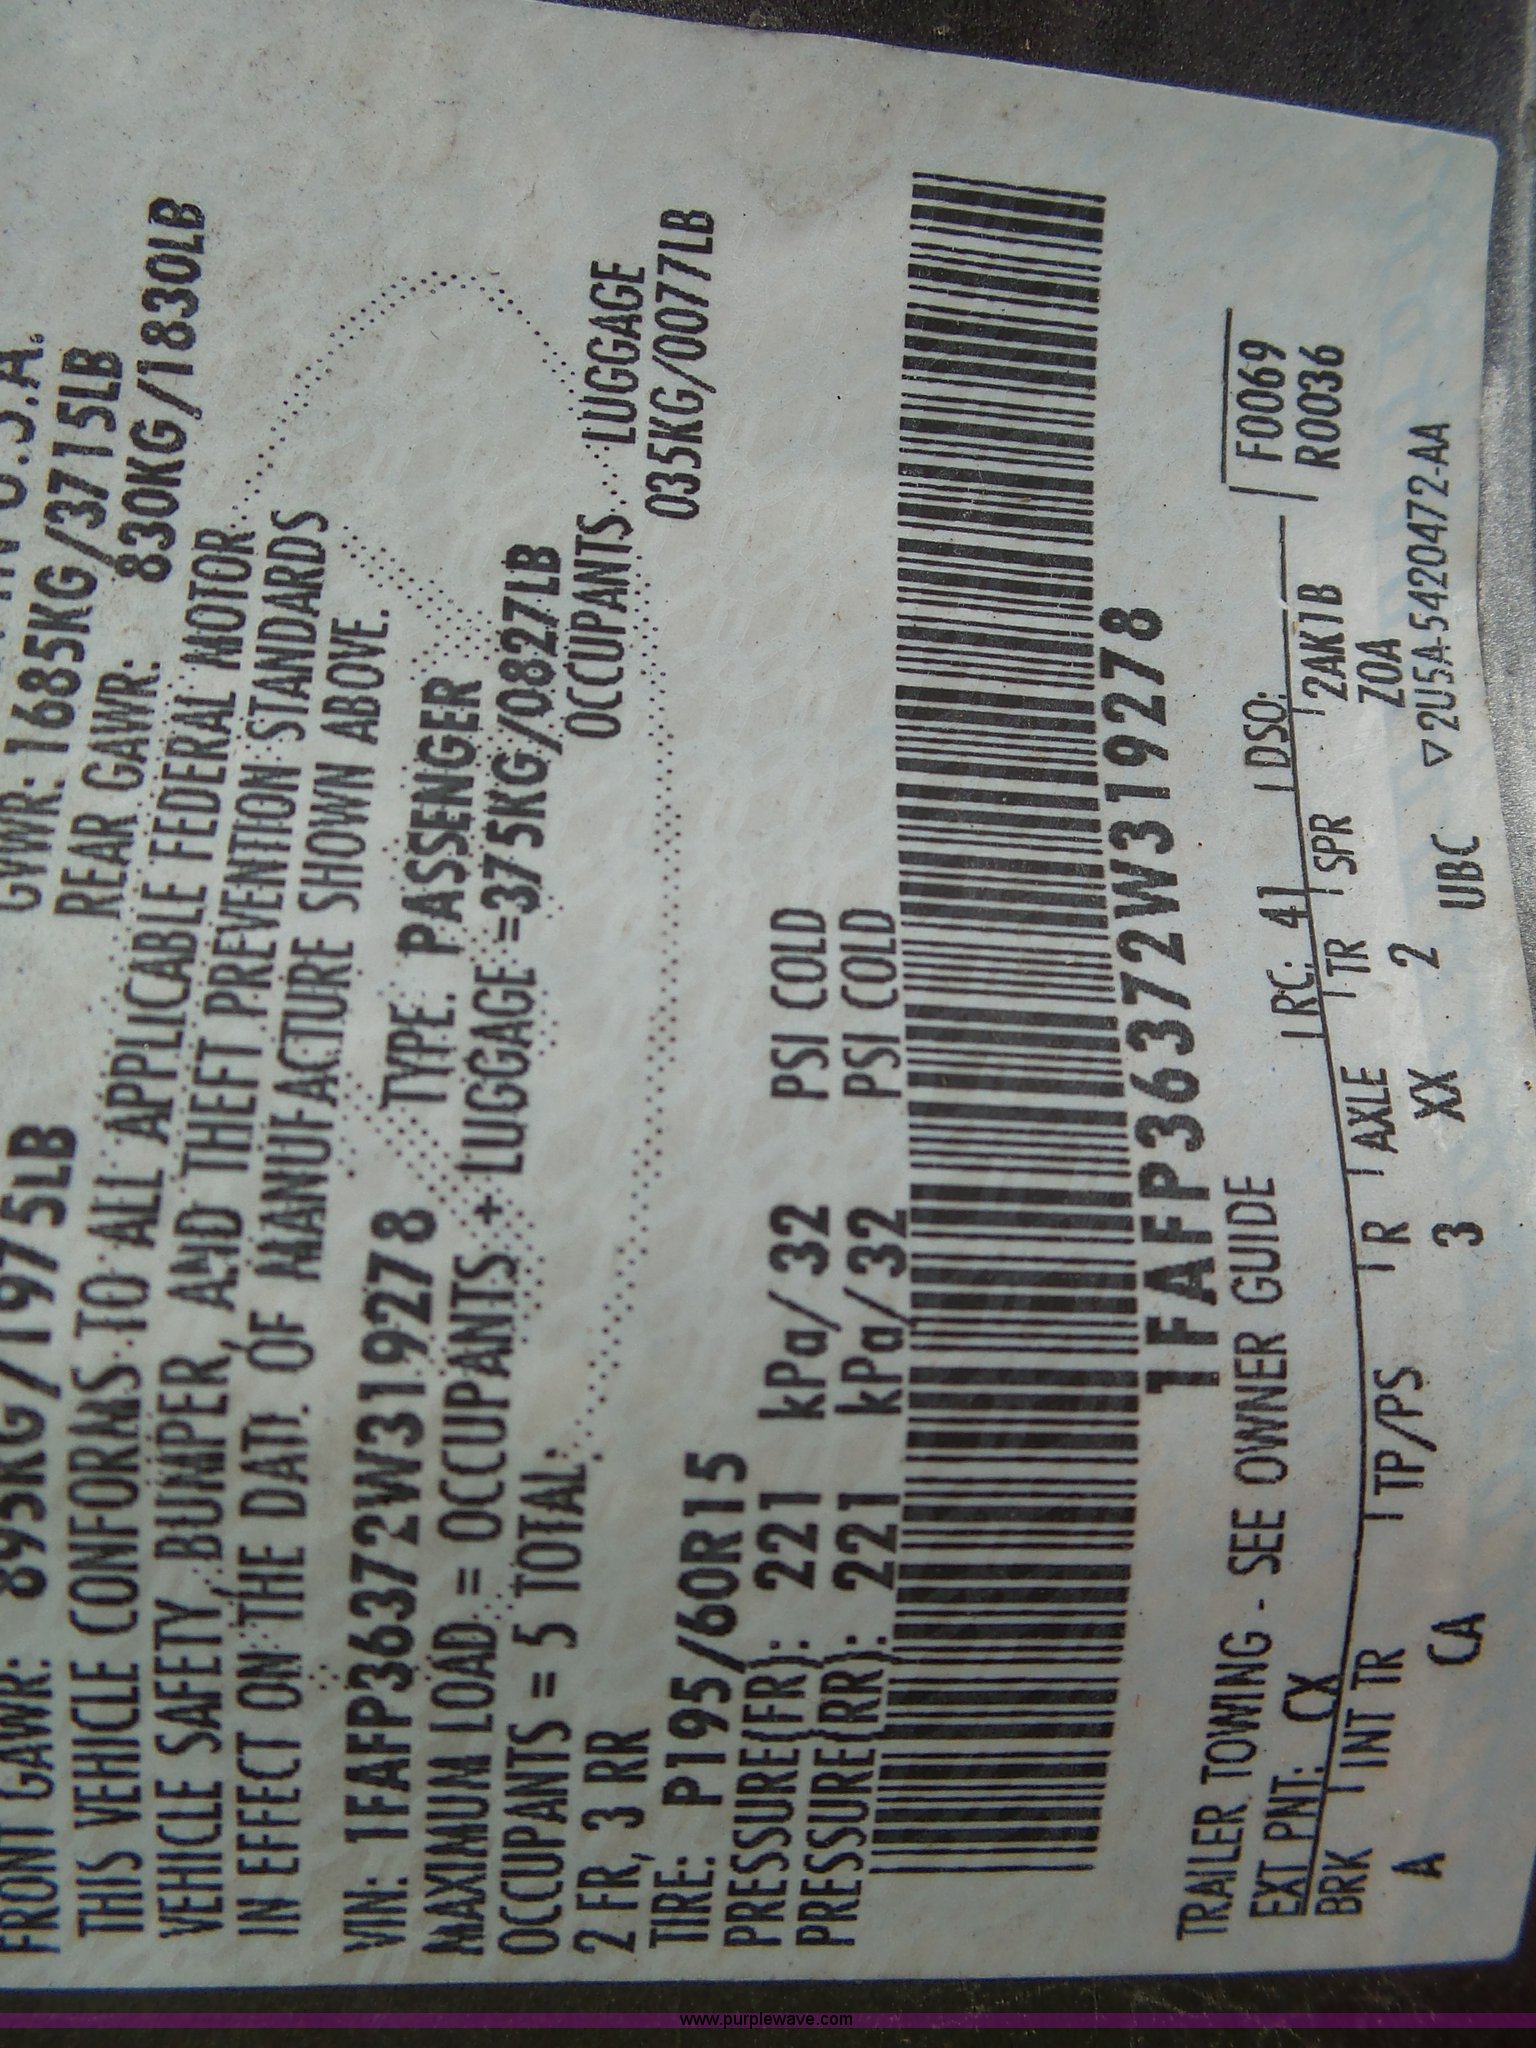 U.S.A.
GVWR: 1685KG/3715LB
FRONT GAWR: 895KG/1975LB REAR GAWR: 830KG/1830LB
THIS VEHICLE CONFORMS TO ALL APPLICABLE FEDERAL MOTOR
VEHICLE SAFETY, BUMPER, AND THEFT PREVENTION STANDARDS
IN EFFECT ON THE DATE OF MANUFACTURE SHOWN ABOVE.
VIN: 1FAFP36372W319278 TYPE: PASSENGER
MAXIMUM LOAD = OCCUPANTS + LUGGAGE = 375KG/0827LB
OCCUPANTS = 5 TOTAL: OCCUPANTS LUGGAGE
2 FR, 3 RR 035KG/0077LB
TIRE: P195/60R15
PRESSURE(FR): 221 kPa/ 32 PSI COLD
PRESSURE(RR): 221 kPa/ 32 PSI COLD
1FAFP36372W319278
TRAILER TOWING - SEE OWNER GUIDE
EXT PNT: CX RC: 41 DSO: F0069
BRK INT TR TP/PS R AXLE TR SPR 2AK1B R0036
A CA 3 XX 2 ZOA
UBC ▽2U5A-5420472-AA
www.purplewave.com